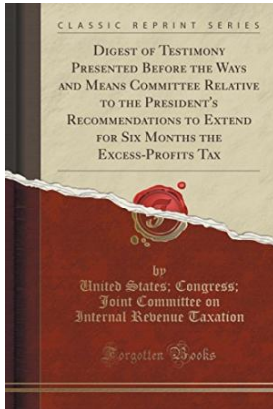 CLASSIC REPRINT SERIES
DIGEST OF TESTIMONY
PRESENTED BEFORE THE WAYS
AND MEANS COMMITTEE RELATIVE
TO THE PRESIDENT'S
RECOMMENDATIONS TO EXTEND
FOR SIX MONTHS THE
EXCESS-PROFITS TAX
by
United States; Congress;
Joint Committee on
Internal Revenue Taxation
Forgotten Books